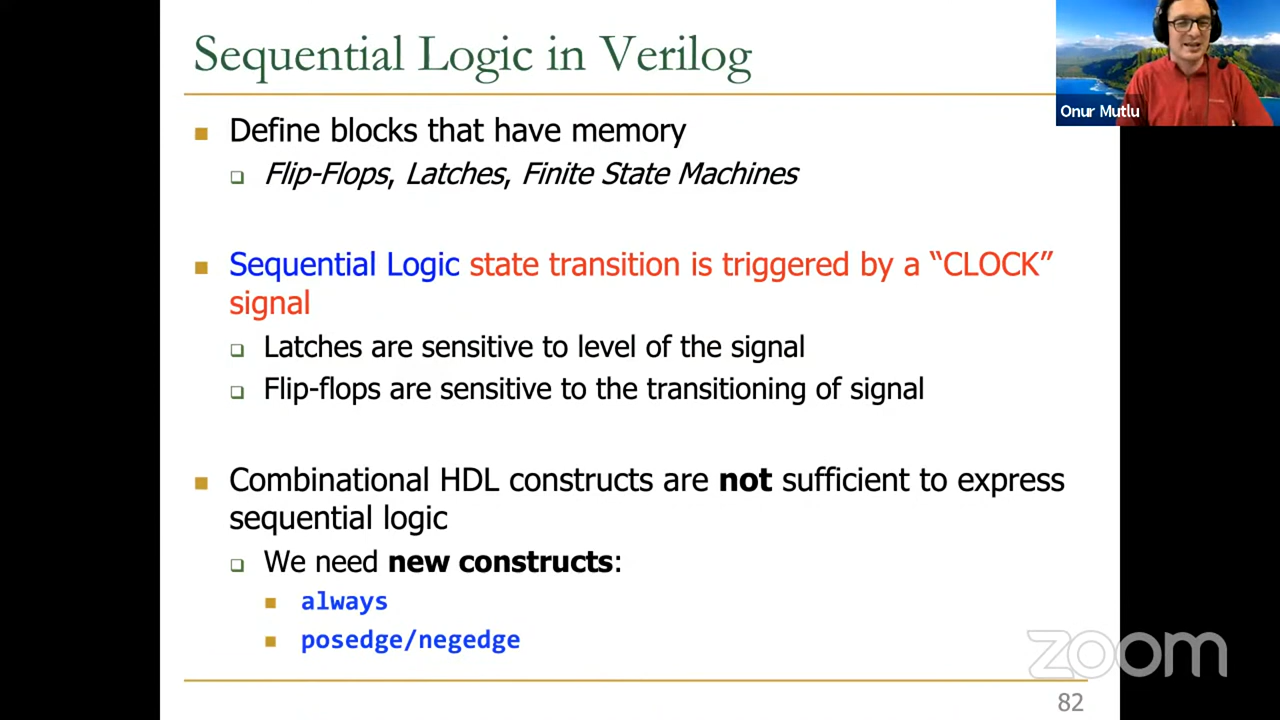 Sequential Logic in Verilog
Onur Mutlu
Define blocks that have memory
Flip-Flops, Latches, Finite State Machines
Sequential Logic state transition is triggered by a “CLOCK”
signal
Latches are sensitive to level of the signal
Flip-flops are sensitive to the transitioning of signal
Combinational HDL constructs are not sufficient to express
sequential logic
We need new constructs:
always
posedge/negedge
zoom
82